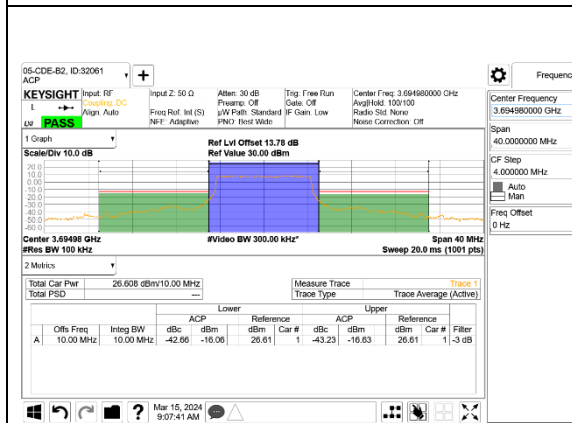 05-CDE-B2, ID:32061
ACP
Frequency
KEYSIGHT Input: RF Input Z: 50 Ω Atten: 30 dB Trig: Free Run Center Freq: 3.694980000 GHz
L Coupling: DC Preamp: Off Gate: Off Avg|Hold: 100/100
Align: Auto Freq Ref: Int (S) µW Path: Standard IF Gain: Low Radio Std: None
PASS NFE: Adaptive PNO: Best Wide Noise Correction: Off
Center Frequency
3.694980000 GHz
Span
40.0000000 MHz
CF Step
4.000000 MHz
Auto
Man
Freq Offset
0 Hz
1 Graph
Scale/Div 10.0 dB
Ref Lvl Offset 13.78 dB
Ref Value 30.00 dBm
20.0
10.0
0.00
-10.0
-20.0
-30.0
-40.0
-50.0
-60.0
Center 3.69498 GHz #Video BW 300.00 kHz* Span 40 MHz
#Res BW 100 kHz Sweep 20.0 ms (1001 pts)
2 Metrics
Total Car Pwr 26.608 dBm/10.00 MHz Measure Trace Trace 1
Total PSD --- Trace Type Trace Average (Active)
Lower Upper
ACP Reference ACP Reference
Offs Freq Integ BW dBc dBm dBm Car # dBc dBm dBm Car # Filter
A 10.00 MHz 10.00 MHz -42.66 -16.06 26.61 1 -43.23 -16.63 26.61 1 -3 dB
Mar 15, 2024
9:07:41 AM